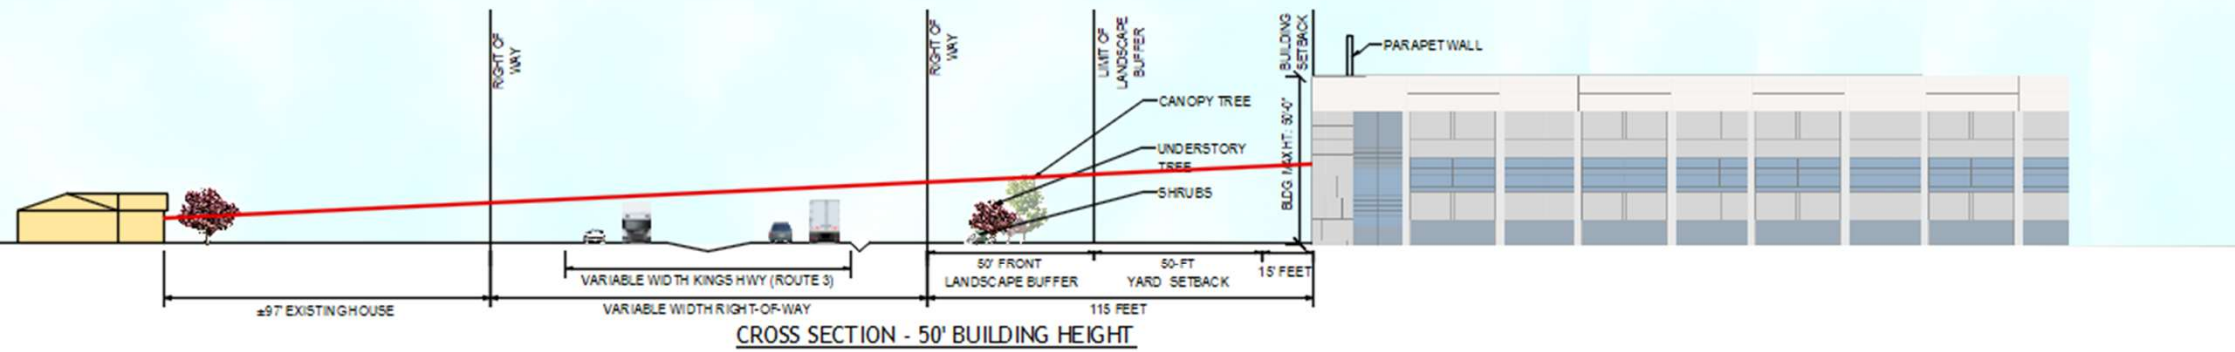 RIGHT OF
WAY
RIGHT OF
WAY
LIMIT OF
LANDSCAPE
BUFFER
BUILDING
SETBACK
PARAPET WALL
CANOPY TREE
UNDERSTORY
TREE
SHRUBS
BLDG. MAX HT: 50'-0"
VARIABLE WIDTH KINGS HWY (ROUTE 3)
50' FRONT
LANDSCAPE BUFFER
50-FT
YARD SETBACK
15' FEET
±97' EXISTING HOUSE
VARIABLE WIDTH RIGHT-OF-WAY
115 FEET
CROSS SECTION - 50' BUILDING HEIGHT